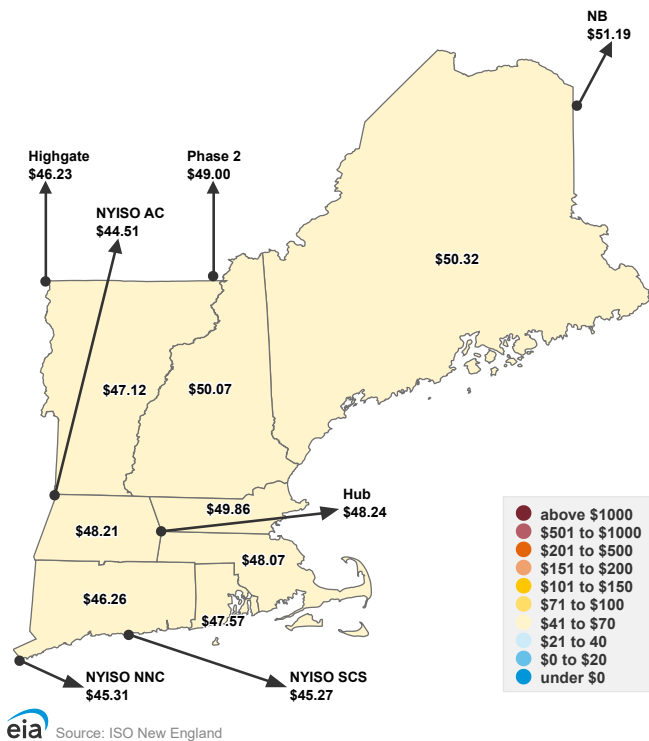 NB
$51.19
Highgate
$46.23
Phase 2
$49.00
NYISO AC
$44.51
$50.32
$47.12
$50.07
Hub
$48.24
$49.86
$48.21
$48.07
$46.26
$47.57
NYISO NNC
$45.31
NYISO SCS
$45.27
above $1000
$501 to $1000
$201 to $500
$151 to $200
$101 to $150
$71 to $100
$41 to $70
$21 to 40
$0 to $20
under $0
eia Source: ISO New England